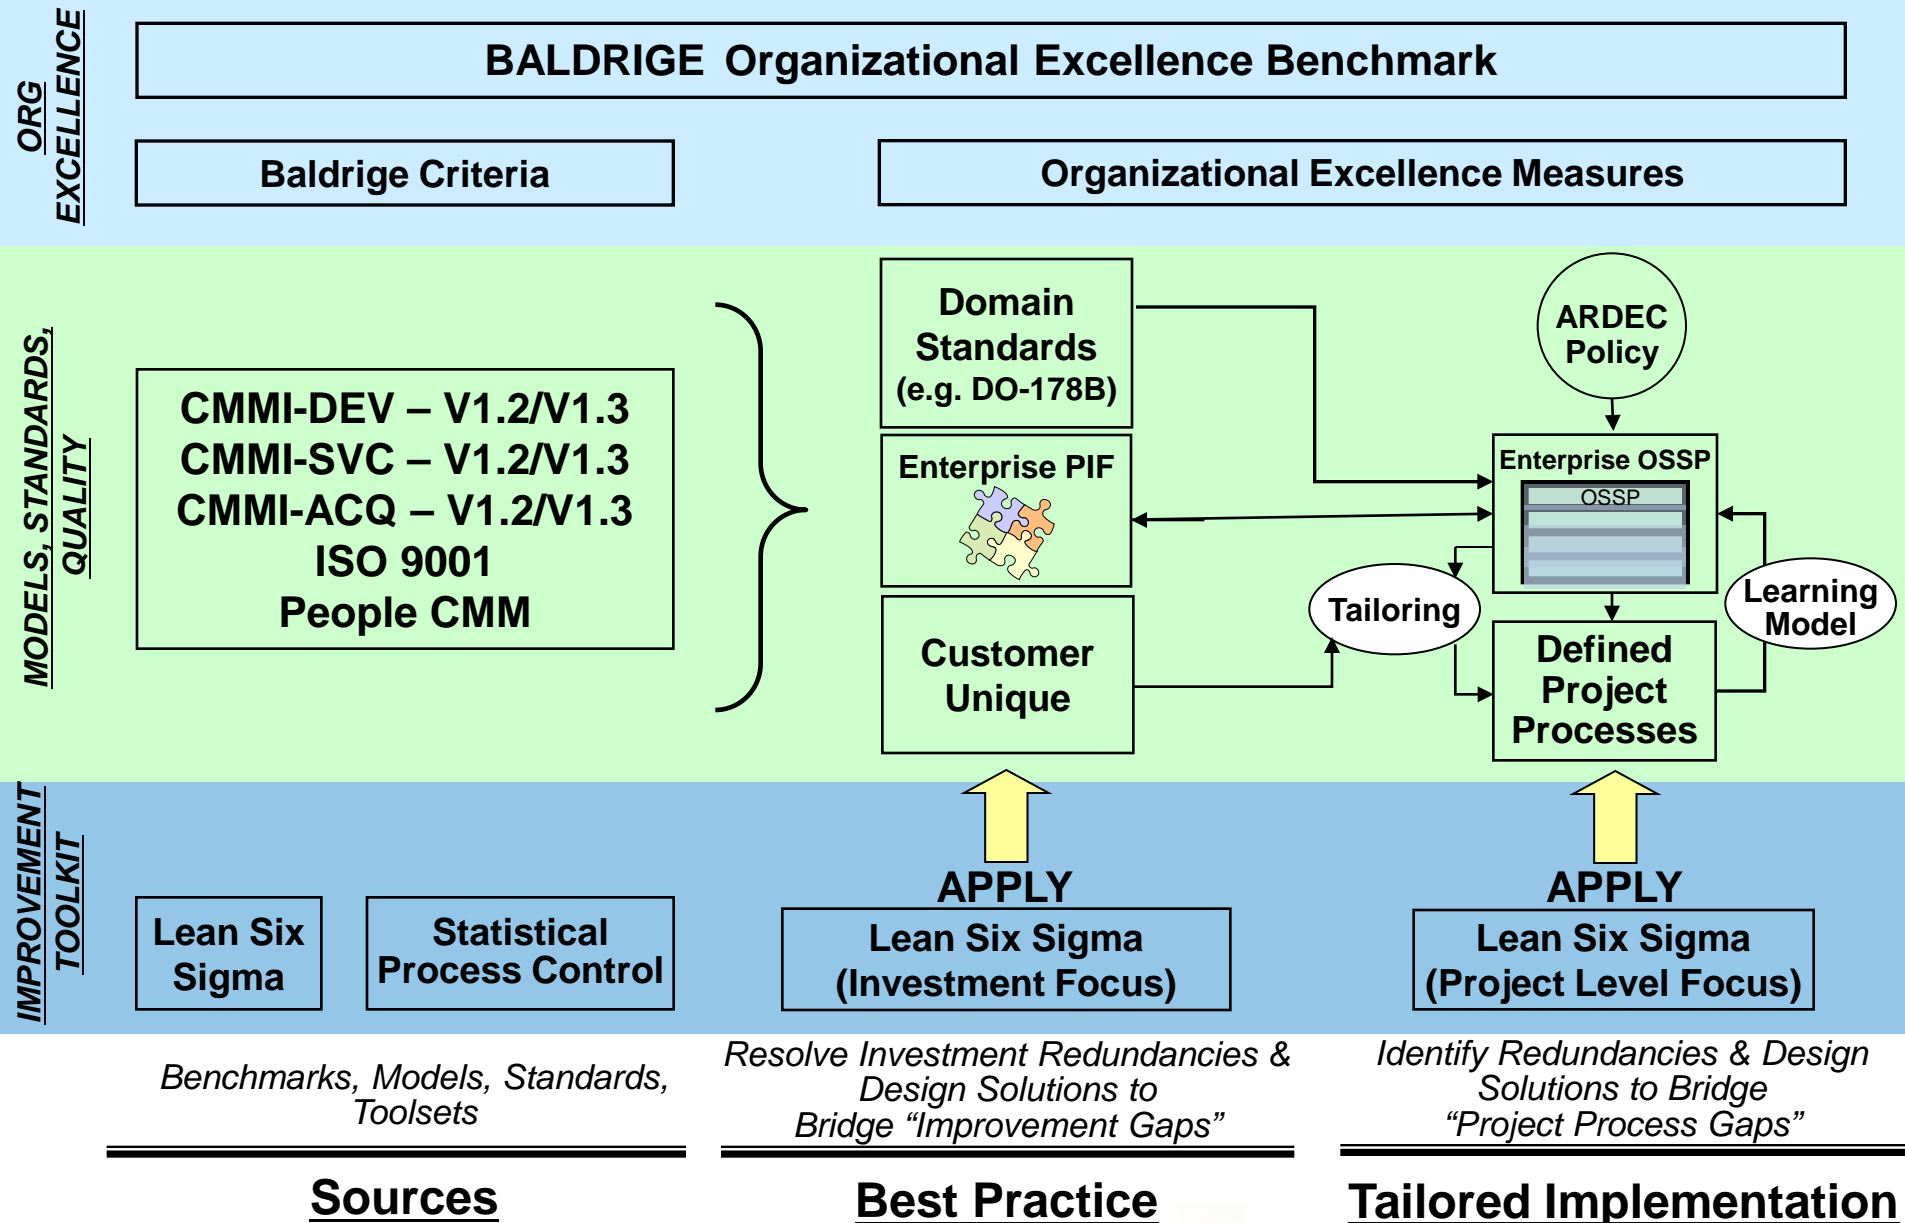 ORG
EXCELLENCE
BALDRIGE Organizational Excellence Benchmark
Baldrige Criteria
Organizational Excellence Measures
MODELS, STANDARDS,
QUALITY
CMMI-DEV – V1.2/V1.3
CMMI-SVC – V1.2/V1.3
CMMI-ACQ – V1.2/V1.3
ISO 9001
People CMM
Domain
Standards
(e.g. DO-178B)
Enterprise PIF
Customer
Unique
ARDEC
Policy
Enterprise OSSP
OSSP
Tailoring
Learning
Model
Defined
Project
Processes
IMPROVEMENT
TOOLKIT
Lean Six
Sigma
Statistical
Process Control
APPLY
Lean Six Sigma
(Investment Focus)
APPLY
Lean Six Sigma
(Project Level Focus)
Benchmarks, Models, Standards,
Toolsets
Resolve Investment Redundancies &
Design Solutions to
Bridge “Improvement Gaps”
Identify Redundancies & Design
Solutions to Bridge
“Project Process Gaps”
Sources
Best Practice
Tailored Implementation